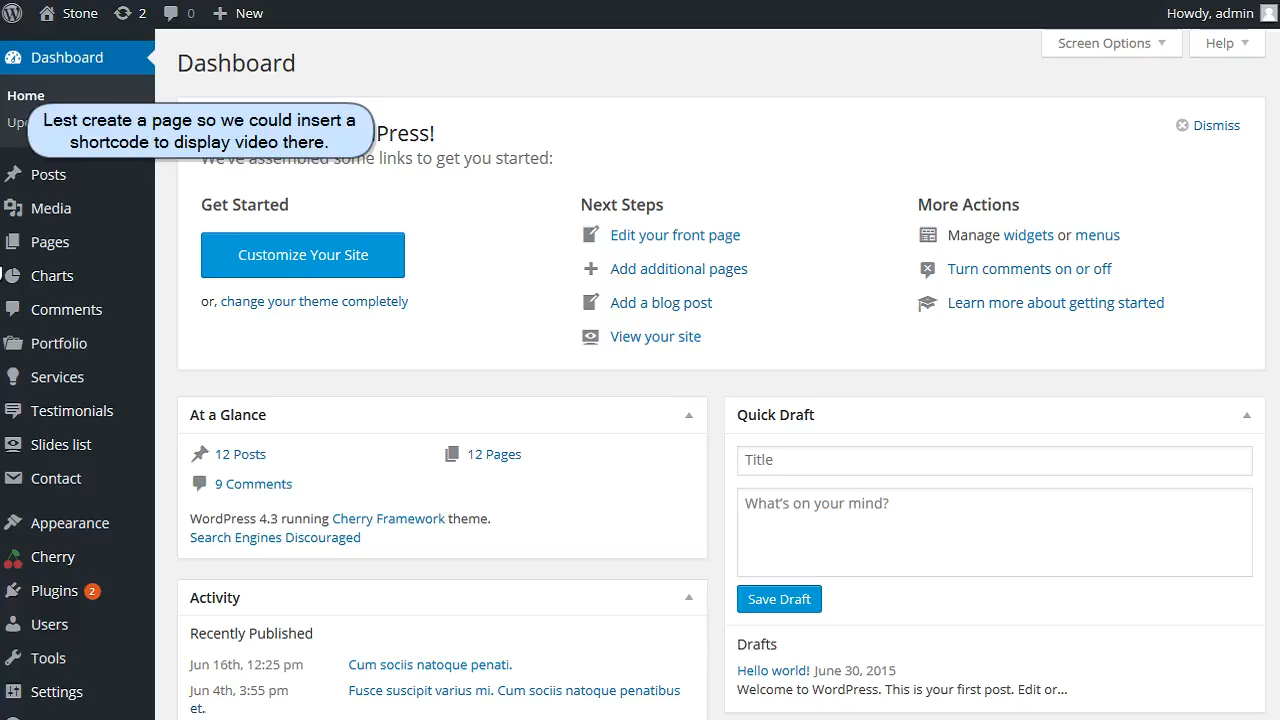 Stone 2 0 New Howdy, admin
Screen Options Help
Dashboard
Dashboard
Home
Lest create a page so we could insert a
shortcode to display video there.
Press!
Dismiss
We've assembled some links to get you started:
Posts
Media
Pages
Charts
Comments
Portfolio
Services
Testimonials
Slides list
Contact
Appearance
Cherry
Plugins 2
Users
Tools
Settings
Get Started
Customize Your Site
or, change your theme completely
Next Steps
Edit your front page
Add additional pages
Add a blog post
View your site
More Actions
Manage widgets or menus
Turn comments on or off
Learn more about getting started
At a Glance
12 Posts 12 Pages
9 Comments
WordPress 4.3 running Cherry Framework theme.
Search Engines Discouraged
Activity
Recently Published
Jun 16th, 12:25 pm Cum sociis natoque penati.
Jun 4th, 3:55 pm Fusce suscipit varius mi. Cum sociis natoque penatibus
et.
Quick Draft
Title
What's on your mind?
Save Draft
Drafts
Hello world! June 30, 2015
Welcome to WordPress. This is your first post. Edit or…